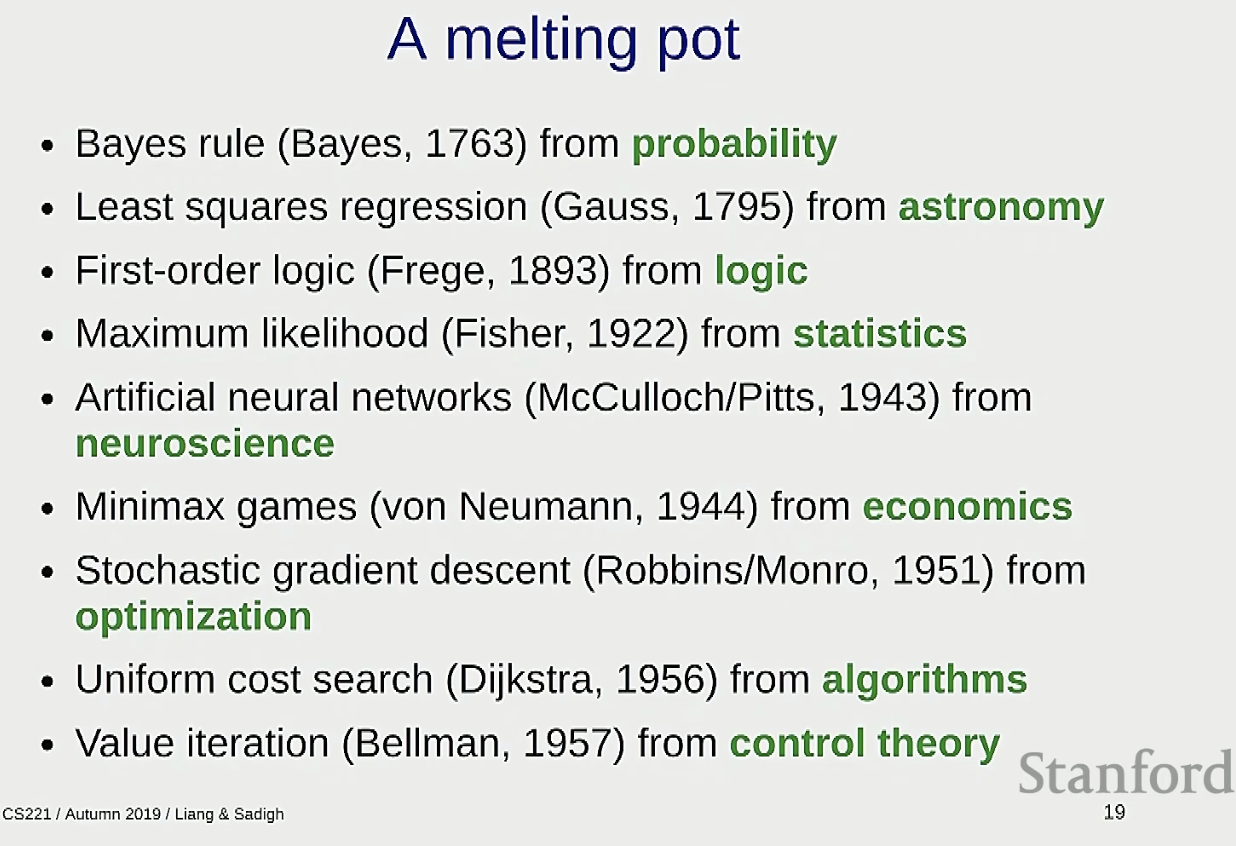 A melting pot
• Bayes rule (Bayes, 1763) from probability
• Least squares regression (Gauss, 1795) from astronomy
• First-order logic (Frege, 1893) from logic
• Maximum likelihood (Fisher, 1922) from statistics
• Artificial neural networks (McCulloch/Pitts, 1943) from
neuroscience
• Minimax games (von Neumann, 1944) from economics
• Stochastic gradient descent (Robbins/Monro, 1951) from
optimization
• Uniform cost search (Dijkstra, 1956) from algorithms
• Value iteration (Bellman, 1957) from control theory
Stanford
CS221 / Autumn 2019 / Liang & Sadigh 19